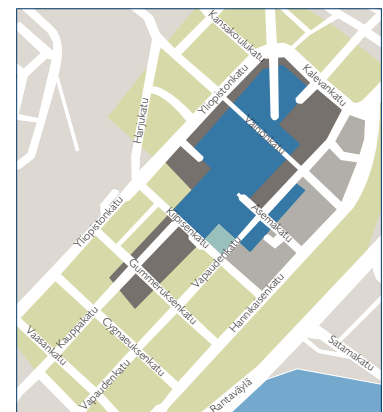 Kansakoulukatu
Kalevankatu
Yliopistonkatu
Väinönkatu
Harjukatu
Yliopistonkatu
Kilpisenkatu
Asemakatu
Vapaudenkatu
Gummeruksenkatu
Hannikaisenkatu
Kauppakatu
Vaasankatu
Cygnaeuksenkatu
Vapaudenkatu
Satamakatu
Rantaväylä